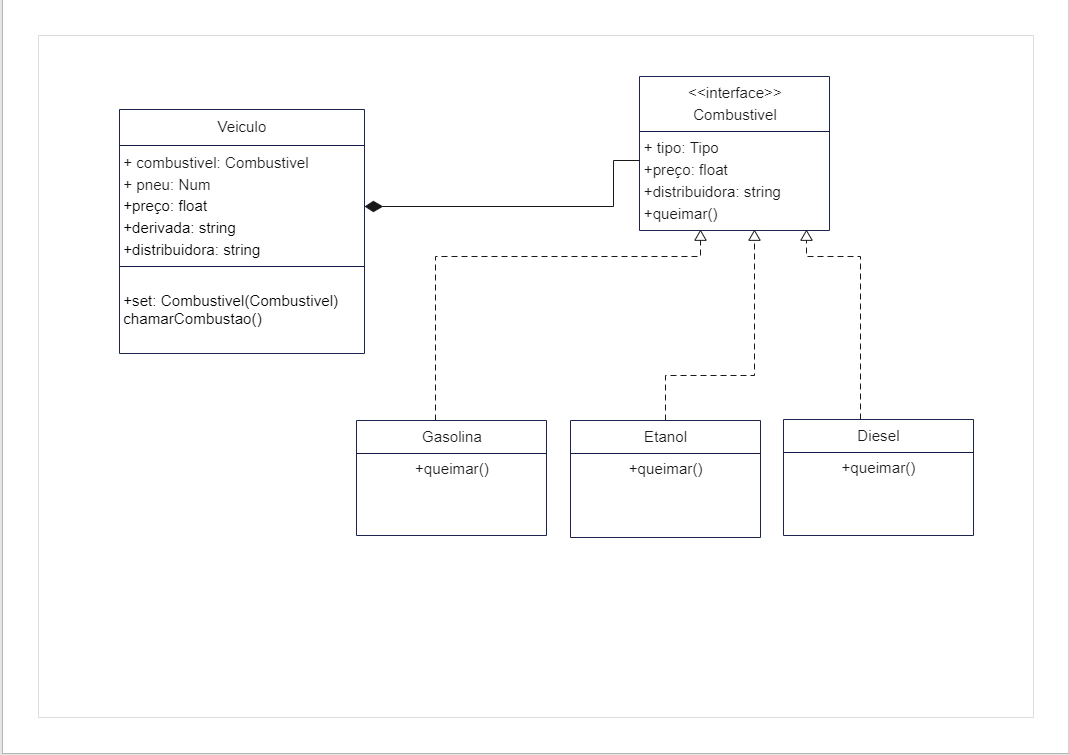 Veiculo
+ combustivel: Combustivel
+ pneu: Num
+preço: float
+derivada: string
+distribuidora: string
+set: Combustivel(Combustivel)
chamarCombustao()
<<interface>>
Combustivel
+ tipo: Tipo
+preço: float
+distribuidora: string
+queimar()
Gasolina
+queimar()
Etanol
+queimar()
Diesel
+queimar()